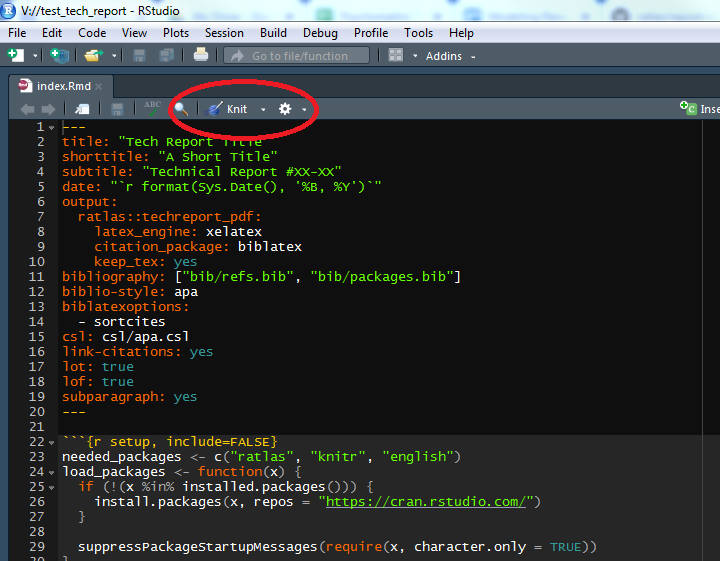 V://test_tech_report - RStudio
File Edit Code View Plots Session Build Debug Profile Tools Help
Go to file/function Addins
index.Rmd
ABC Knit Inse
1 ---
2 title: "Tech Report Title"
3 shorttitle: "A Short Title"
4 subtitle: "Technical Report #XX-XX"
5 date: "`r format(Sys.Date(), '%B, %Y')`"
6 output:
7 ratlas::techreport_pdf:
8 latex_engine: xelatex
9 citation_package: biblatex
10 keep_tex: yes
11 bibliography: ["bib/refs.bib", "bib/packages.bib"]
12 biblio-style: apa
13 biblatexoptions:
14 - sortcites
15 csl: csl/apa.csl
16 link-citations: yes
17 lot: true
18 lof: true
19 subparagraph: yes
20 ---
21
22 ```{r setup, include=FALSE}
23 needed_packages <- c("ratlas", "knitr", "english")
24 load_packages <- function(x) {
25 if (!(x %in% installed.packages())) {
26 install.packages(x, repos = "https://cran.rstudio.com/")
27 }
28
29 suppressPackageStartupMessages(require(x, character.only = TRUE))